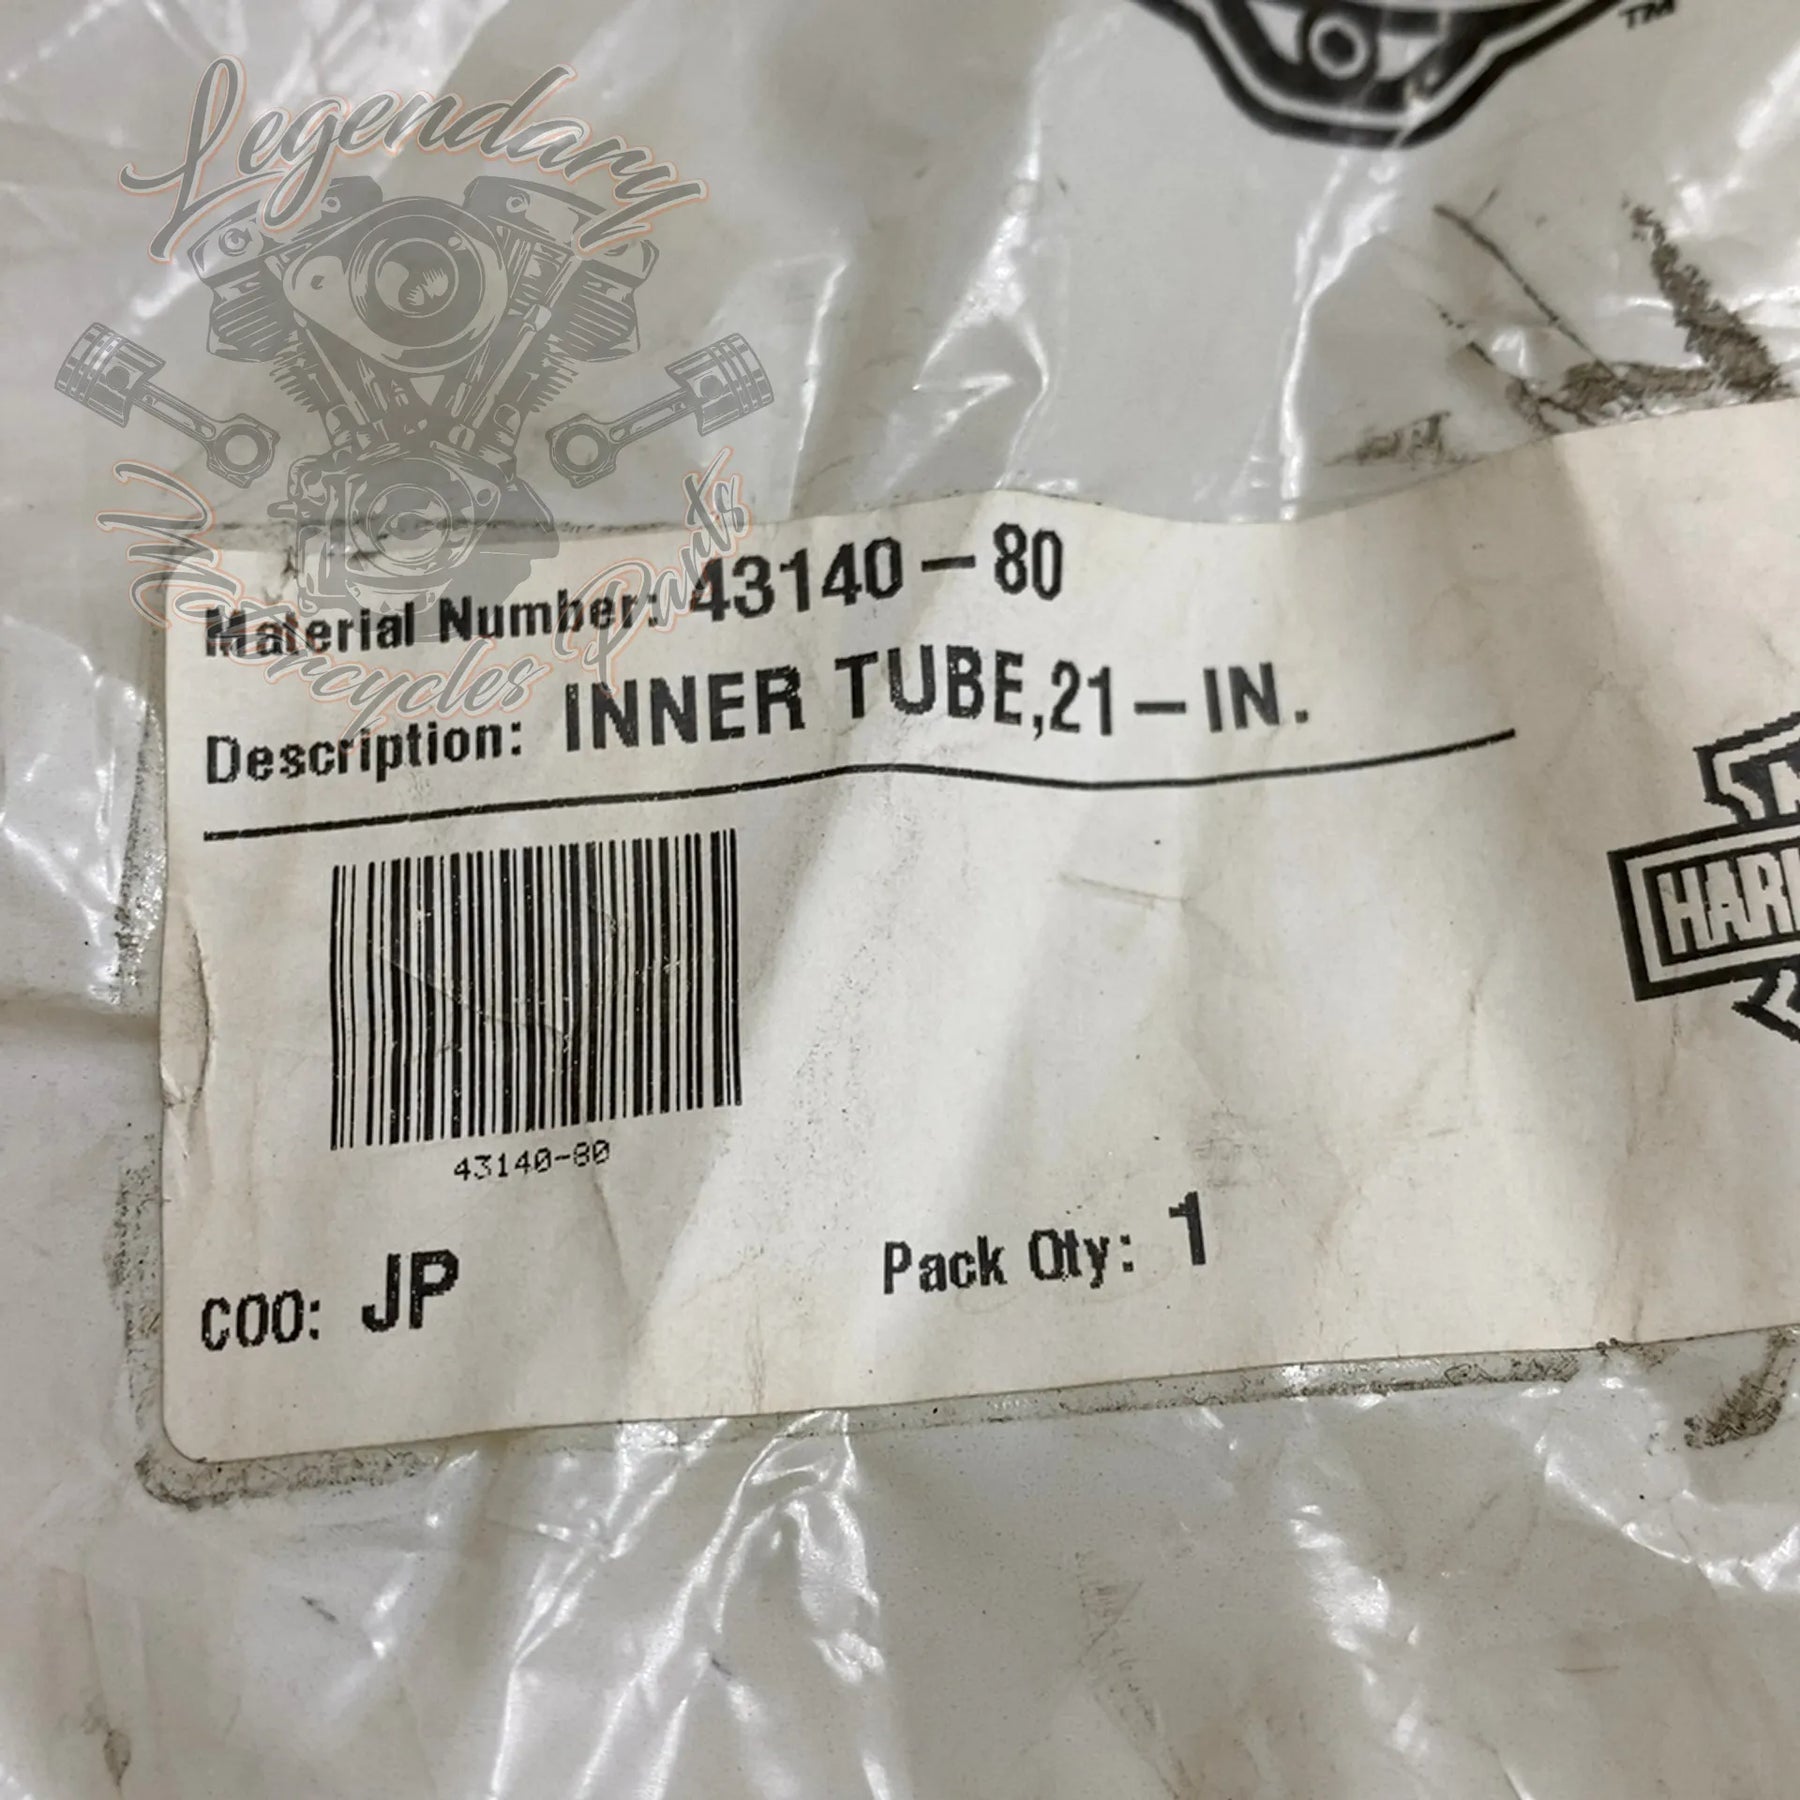 TM
Legendary
Motorcycles Parts
Material Number: 43140-80
Description: INNER TUBE,21-IN.
43140-80
COO: JP
Pack Qty: 1